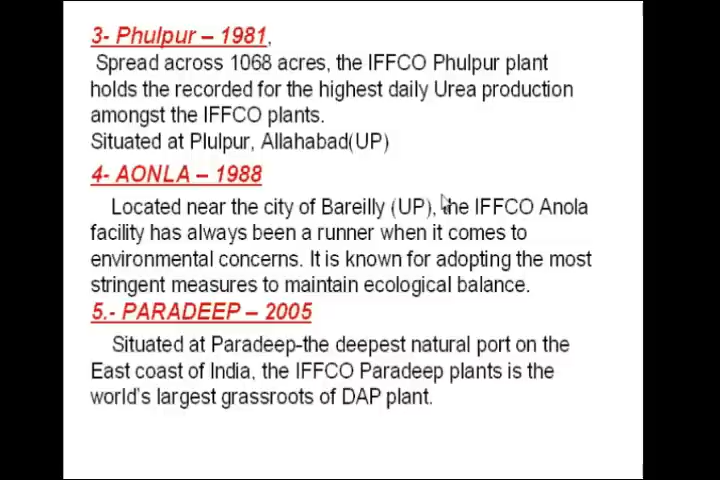 3- Phulpur – 1981,
Spread across 1068 acres, the IFFCO Phulpur plant
holds the recorded for the highest daily Urea production
amongst the IFFCO plants.
Situated at Plulpur, Allahabad(UP)
4- AONLA – 1988
Located near the city of Bareilly (UP), the IFFCO Anola
facility has always been a runner when it comes to
environmental concerns. It is known for adopting the most
stringent measures to maintain ecological balance.
5.- PARADEEP – 2005
Situated at Paradeep-the deepest natural port on the
East coast of India, the IFFCO Paradeep plants is the
world's largest grassroots of DAP plant.